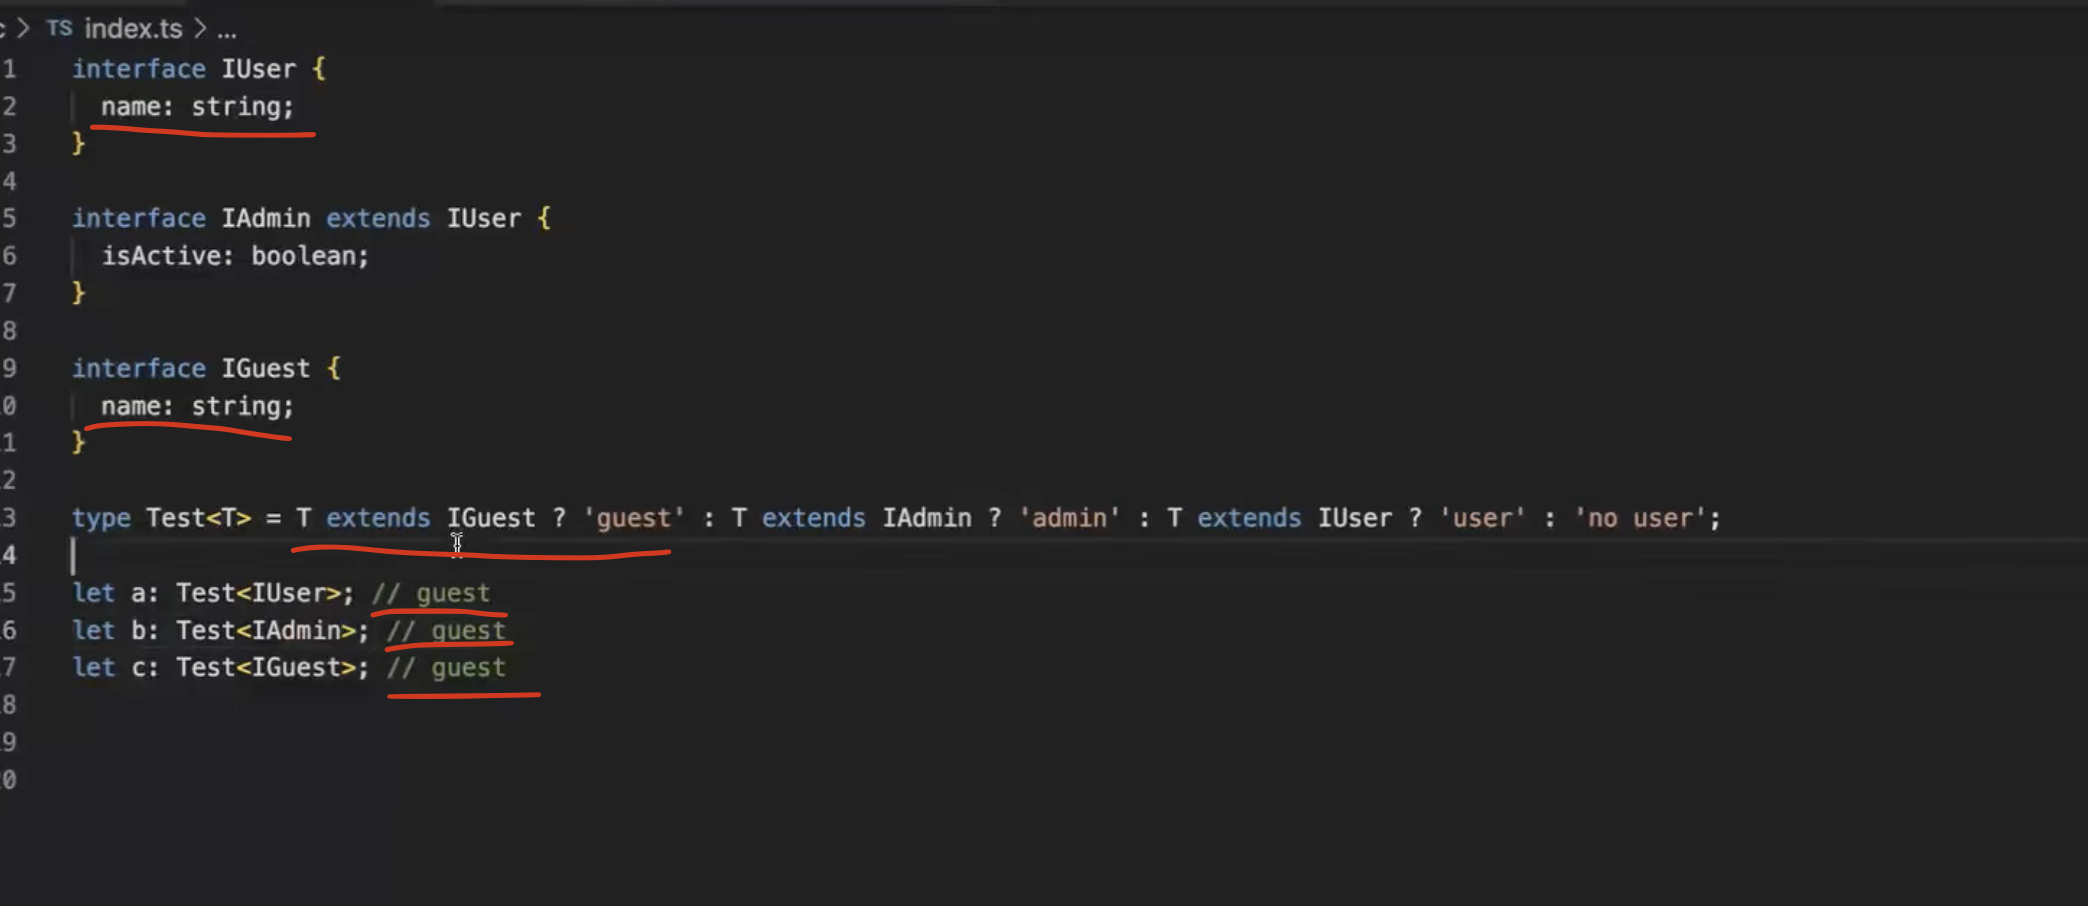 TS index.ts > ...
1 interface IUser {
2 name: string;
3 }
4
5 interface IAdmin extends IUser {
6 isActive: boolean;
7 }
8
9 interface IGuest {
0 name: string;
1 }
2
3 type Test<T> = T extends IGuest ? 'guest' : T extends IAdmin ? 'admin' : T extends IUser ? 'user' : 'no user';
4
5 let a: Test<IUser>; // guest
6 let b: Test<IAdmin>; // guest
7 let c: Test<IGuest>; // guest
8
9
0